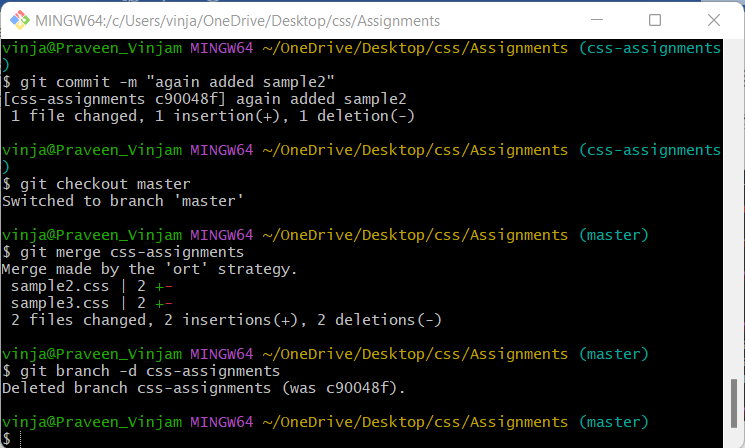 MINGW64:/c/Users/vinja/OneDrive/Desktop/css/Assignments
vinja@Praveen_Vinjam MINGW64 ~/OneDrive/Desktop/css/Assignments (css-assignments
)
$ git commit -m "again added sample2"
[css-assignments c90048f] again added sample2
 1 file changed, 1 insertion(+), 1 deletion(-)
vinja@Praveen_Vinjam MINGW64 ~/OneDrive/Desktop/css/Assignments (css-assignments
)
$ git checkout master
Switched to branch 'master'
vinja@Praveen_Vinjam MINGW64 ~/OneDrive/Desktop/css/Assignments (master)
$ git merge css-assignments
Merge made by the 'ort' strategy.
 sample2.css | 2 +-
 sample3.css | 2 +-
 2 files changed, 2 insertions(+), 2 deletions(-)
vinja@Praveen_Vinjam MINGW64 ~/OneDrive/Desktop/css/Assignments (master)
$ git branch -d css-assignments
Deleted branch css-assignments (was c90048f).
vinja@Praveen_Vinjam MINGW64 ~/OneDrive/Desktop/css/Assignments (master)
$